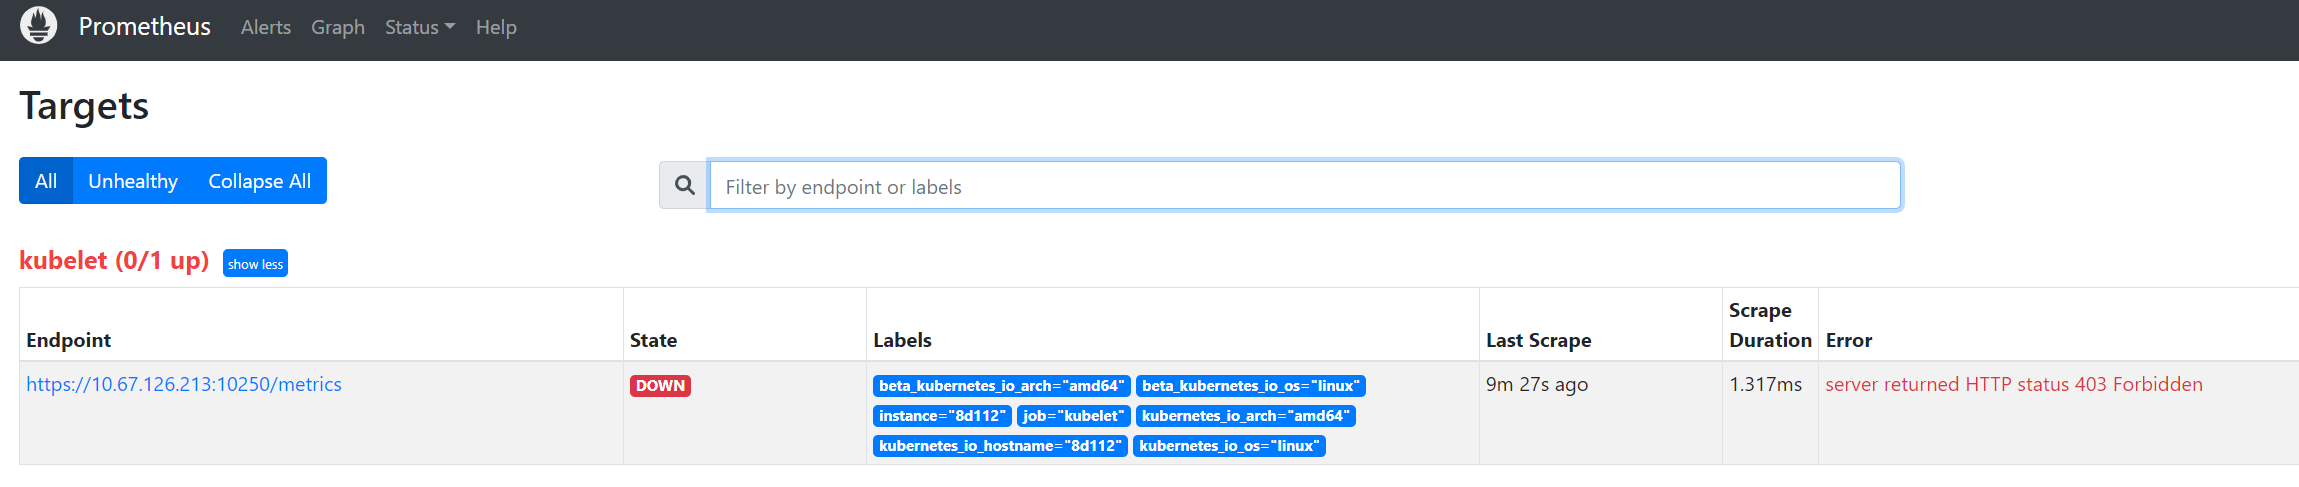 Prometheus Alerts Graph Status Help
Targets
All Unhealthy Collapse All
Filter by endpoint or labels
kubelet (0/1 up) show less
Endpoint State Labels Last Scrape Scrape Duration Error
https://10.67.126.213:10250/metrics DOWN beta_kubernetes_io_arch="amd64" beta_kubernetes_io_os="linux" 9m 27s ago 1.317ms server returned HTTP status 403 Forbidden
instance="8d112" job="kubelet" kubernetes_io_arch="amd64"
kubernetes_io_hostname="8d112" kubernetes_io_os="linux"